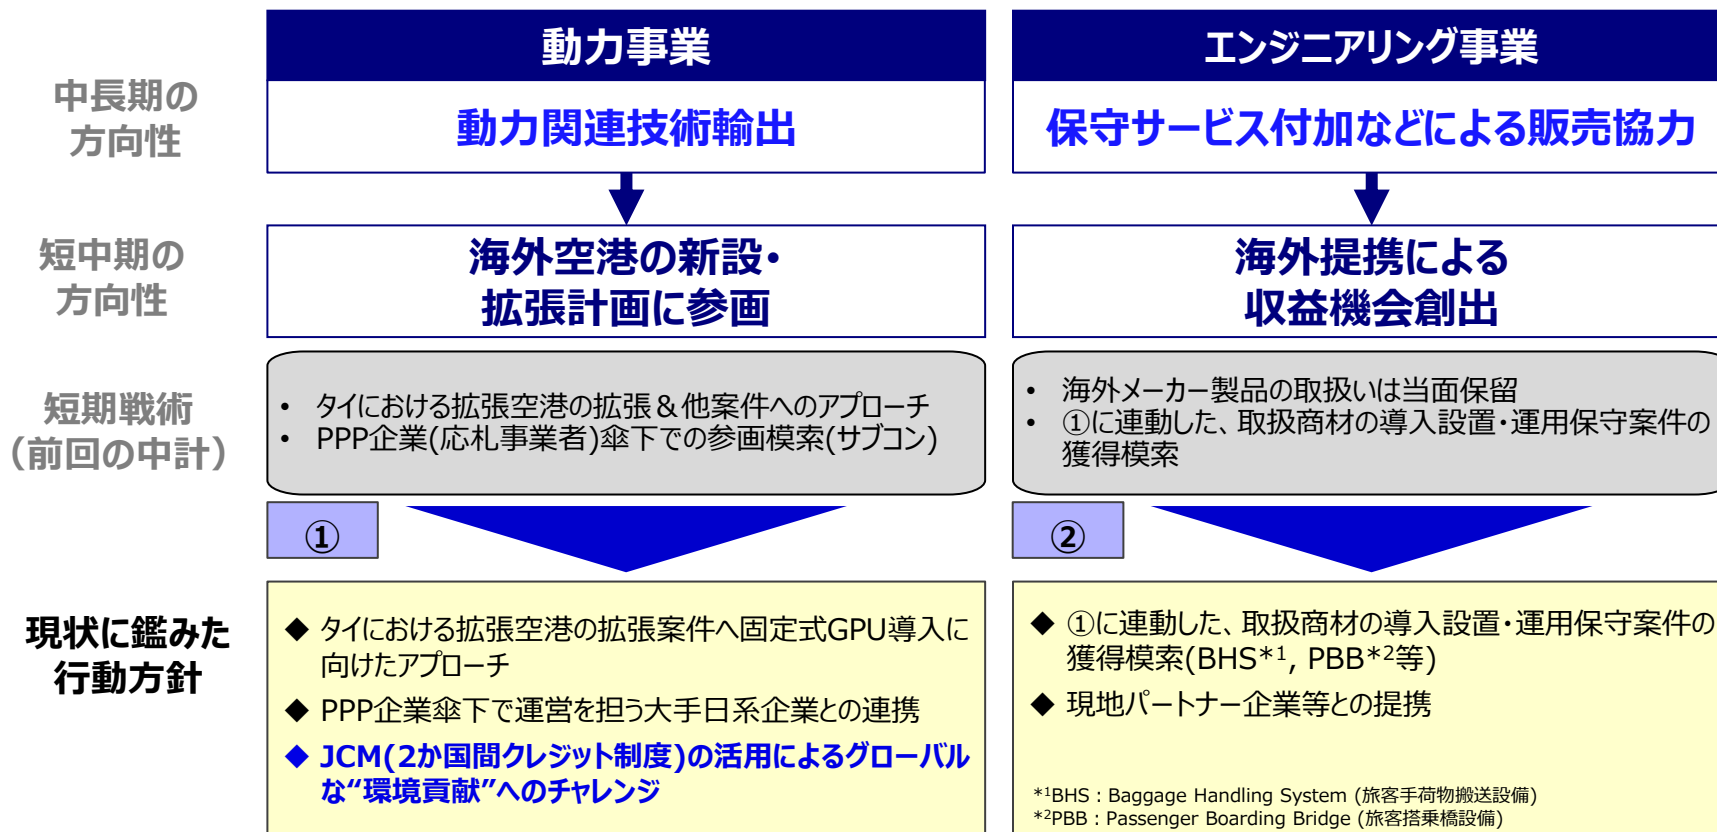 動力事業
エンジニアリング事業
中長期の
方向性
動力関連技術輸出
保守サービス付加などによる販売協力
短中期の
方向性
海外空港の新設・
拡張計画に参画
海外提携による
収益機会創出
短期戦術
（前回の中計）
• タイにおける拡張空港の拡張＆他案件へのアプローチ
• PPP企業(応札事業者)傘下での参画模索(サブコン)
• 海外メーカー製品の取扱いは当面保留
• ①に連動した、取扱商材の導入設置・運用保守案件の
獲得模索
①
②
現状に鑑みた
行動方針
◆ タイにおける拡張空港の拡張案件へ固定式GPU導入に
向けたアプローチ
◆ PPP企業傘下で運営を担う大手日系企業との連携
◆ JCM(2か国間クレジット制度)の活用によるグローバル
な“環境貢献”へのチャレンジ
◆ ①に連動した、取扱商材の導入設置・運用保守案件の
獲得模索(BHS*1, PBB*2等)
◆ 現地パートナー企業等との提携
*1BHS : Baggage Handling System (旅客手荷物搬送設備)
*2PBB : Passenger Boarding Bridge (旅客搭乗橋設備)